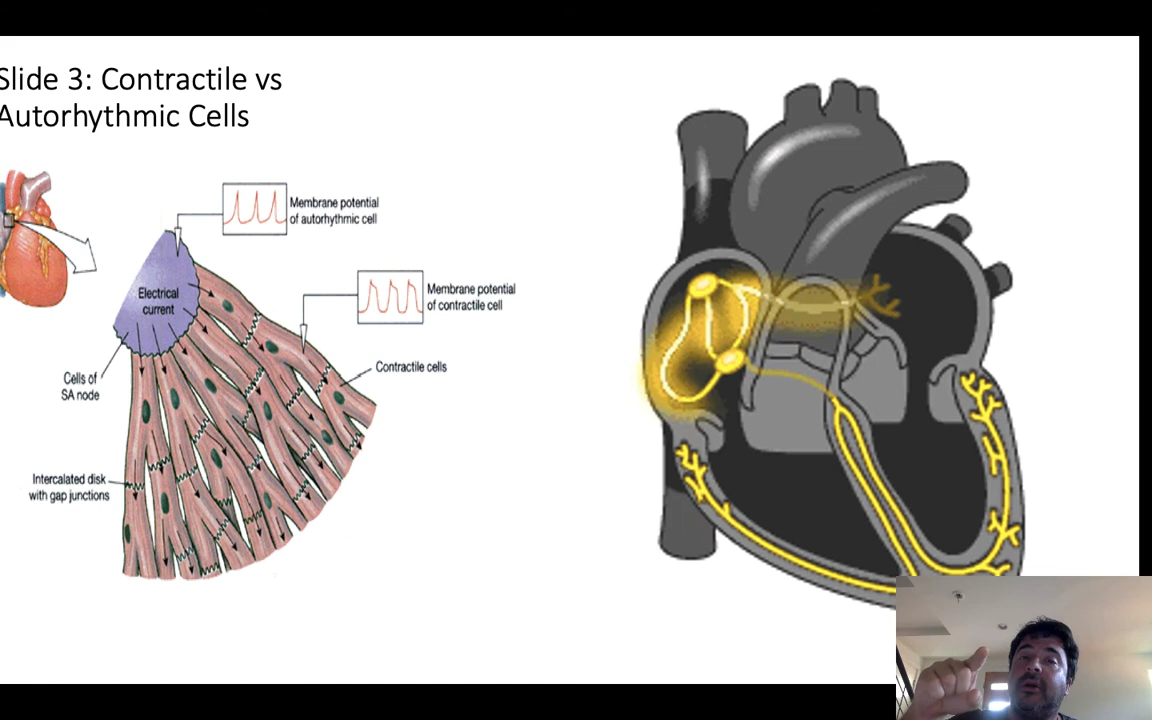 Slide 3: Contractile vs
Autorhythmic Cells
Membrane potential
of autorhythmic cell
Membrane potential
of contractile cell
Electrical
current
Contractile cells
Cells of
SA node
Intercalated disk
with gap junctions